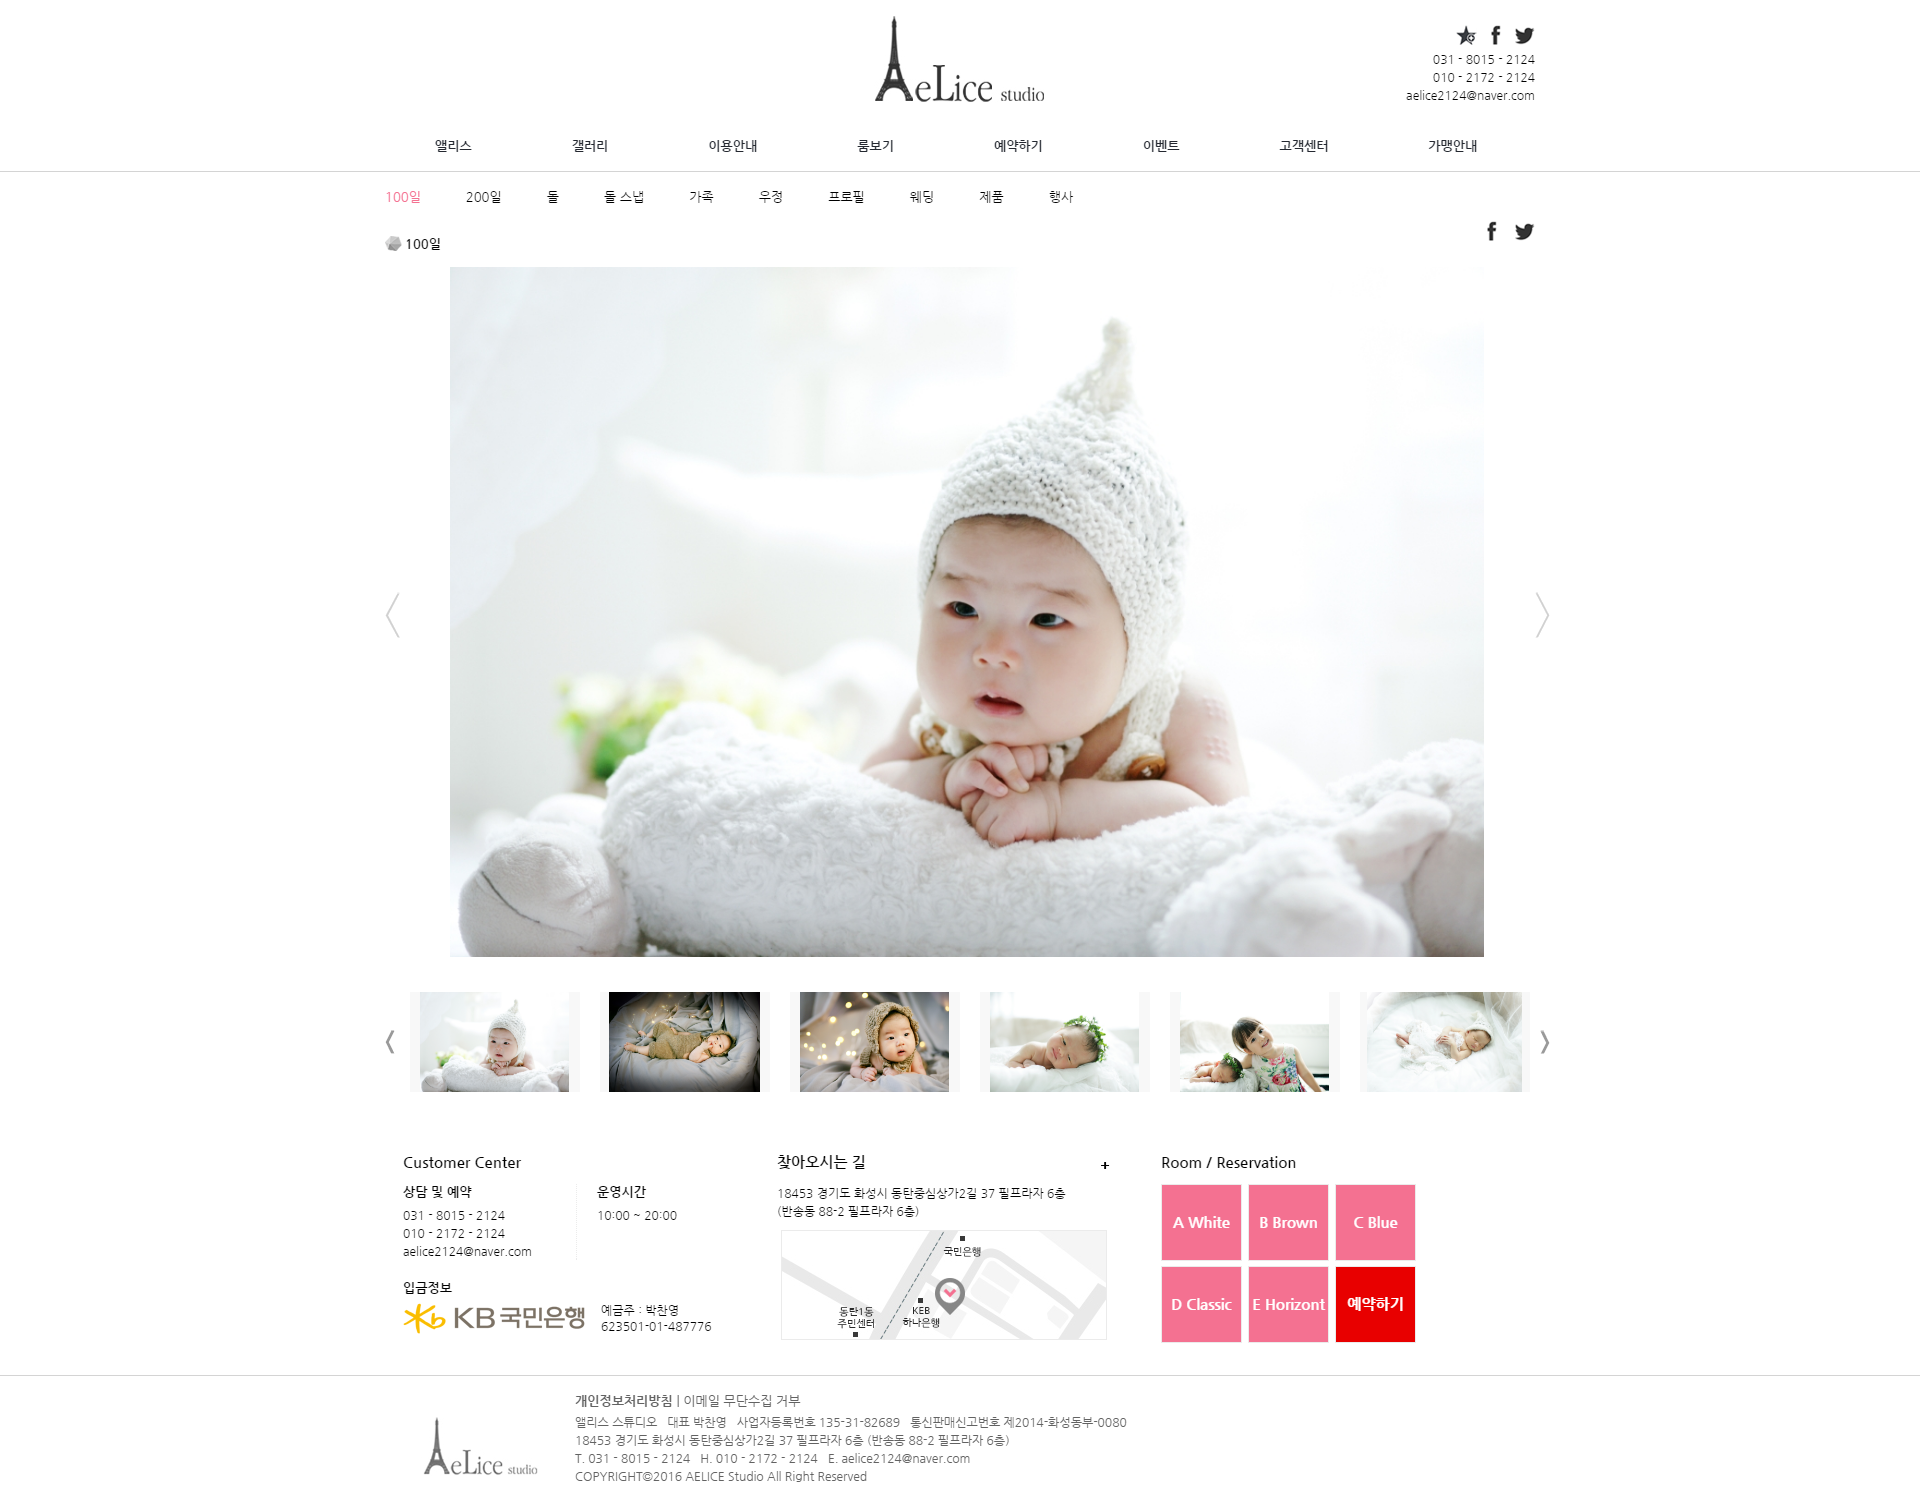 AeLice studio
031 - 8015 - 2124
010 - 2172 - 2124
aelice2124@naver.com
앨리스 갤러리 이용안내 룸보기 예약하기 이벤트 고객센터 가맹안내
100일 200일 돌 돌 스냅 가족 우정 프로필 웨딩 제품 행사
100일
Customer Center
상담 및 예약
031 - 8015 - 2124
010 - 2172 - 2124
aelice2124@naver.com
운영시간
10:00 ~ 20:00
입금정보
KB 국민은행
예금주 : 박찬영
623501-01-487776
찾아오시는 길 +
18453 경기도 화성시 동탄중심상가2길 37 필프라자 6층
(반송동 88-2 필프라자 6층)
국민은행
동탄1동
주민센터
KEB
하나은행
Room / Reservation
A White B Brown C Blue
D Classic E Horizont 예약하기
개인정보처리방침 | 이메일 무단수집 거부
앨리스 스튜디오 대표 박찬영 사업자등록번호 135-31-82689 통신판매신고번호 제2014-화성동부-0080
18453 경기도 화성시 동탄중심상가2길 37 필프라자 6층 (반송동 88-2 필프라자 6층)
T. 031 - 8015 - 2124 H. 010 - 2172 - 2124 E. aelice2124@naver.com
COPYRIGHT©2016 AELICE Studio All Right Reserved
AeLice studio